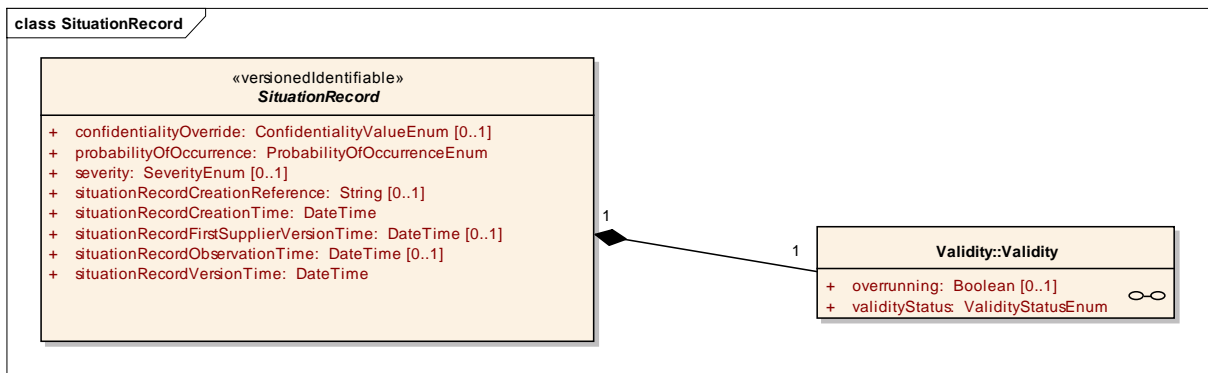 class SituationRecord
«versionedIdentifiable»
SituationRecord
+ confidentialityOverride: ConfidentialityValueEnum [0..1]
+ probabilityOfOccurrence: ProbabilityOfOccurrenceEnum
+ severity: SeverityEnum [0..1]
+ situationRecordCreationReference: String [0..1]
+ situationRecordCreationTime: DateTime
+ situationRecordFirstSupplierVersionTime: DateTime [0..1]
+ situationRecordObservationTime: DateTime [0..1]
+ situationRecordVersionTime: DateTime
1
1
Validity::Validity
+ overrunning: Boolean [0..1]
+ validityStatus: ValidityStatusEnum